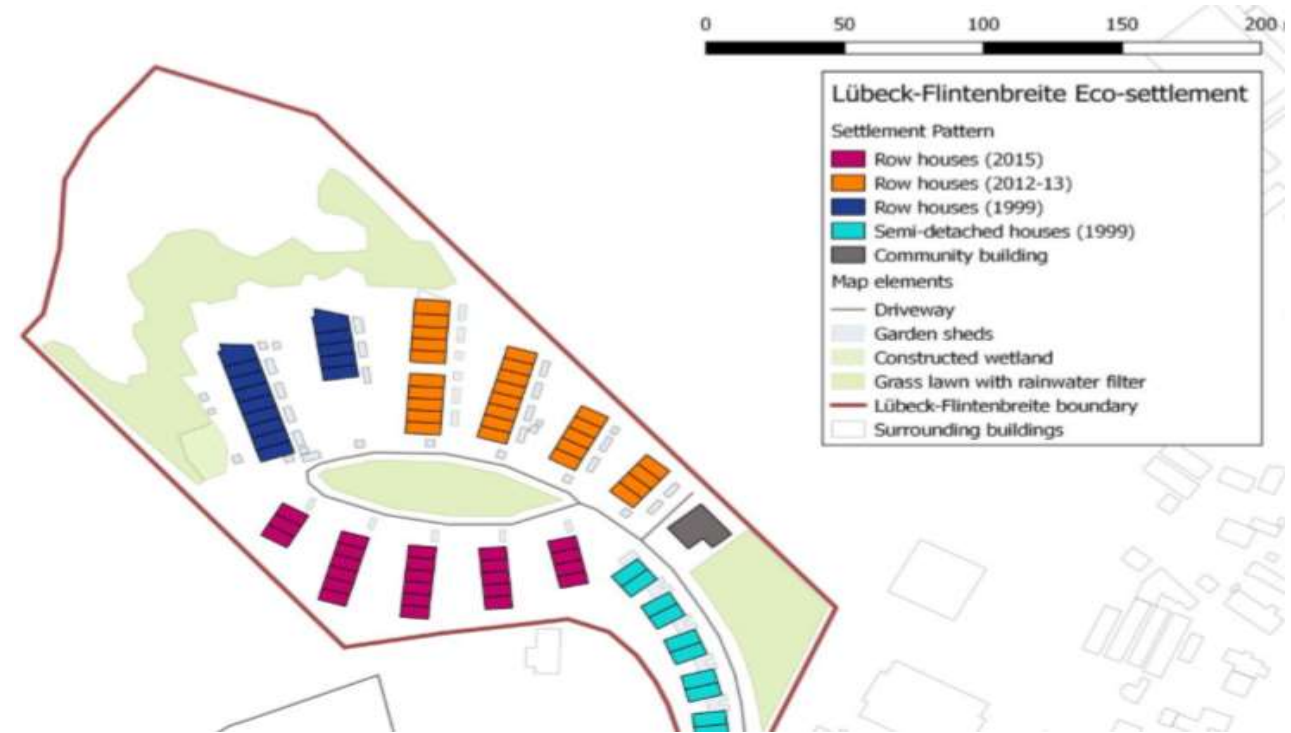 0 50 100 150 200
Lübeck-Flintenbreite Eco-settlement
Settlement Pattern
Row houses (2015)
Row houses (2012-13)
Row houses (1999)
Semi-detached houses (1999)
Community building
Map elements
Driveway
Garden sheds
Constructed wetland
Grass lawn with rainwater filter
Lübeck-Flintenbreite boundary
Surrounding buildings